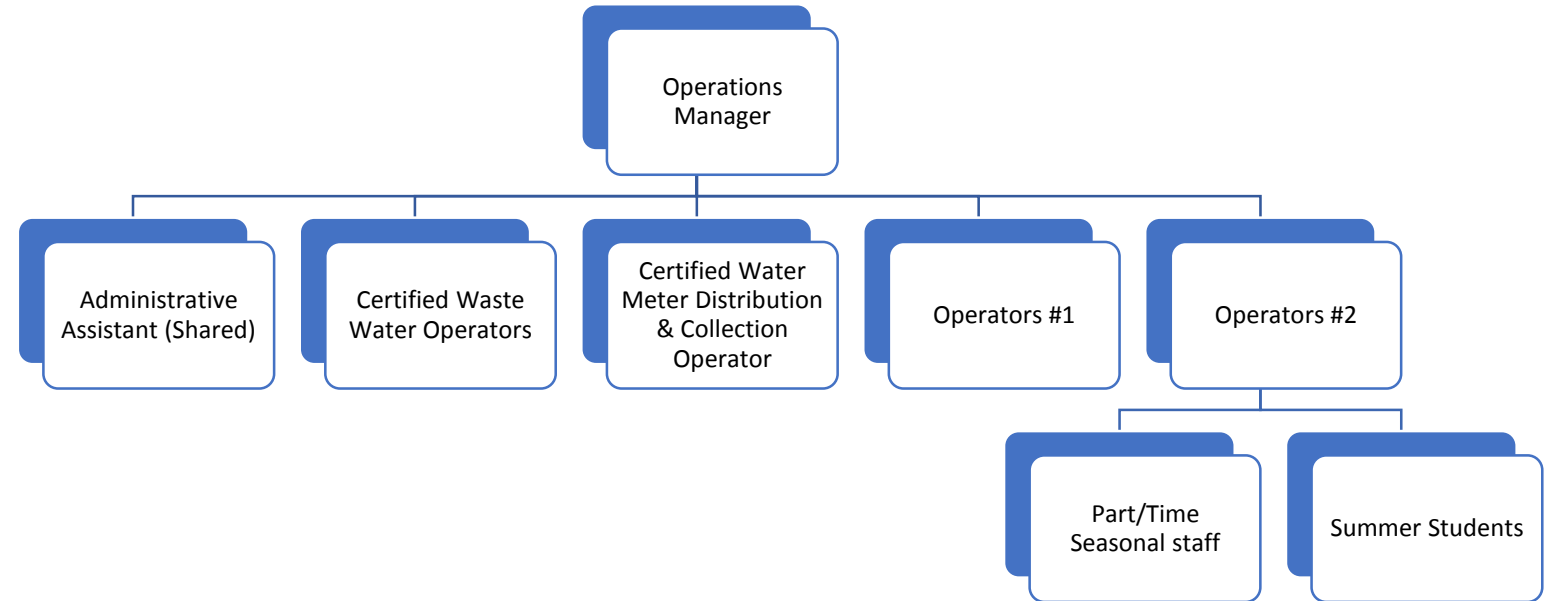 Operations
Manager
Administrative
Assistant (Shared)
Certified Waste
Water Operators
Certified Water
Meter Distribution
& Collection
Operator
Operators #1
Operators #2
Part/Time
Seasonal staff
Summer Students